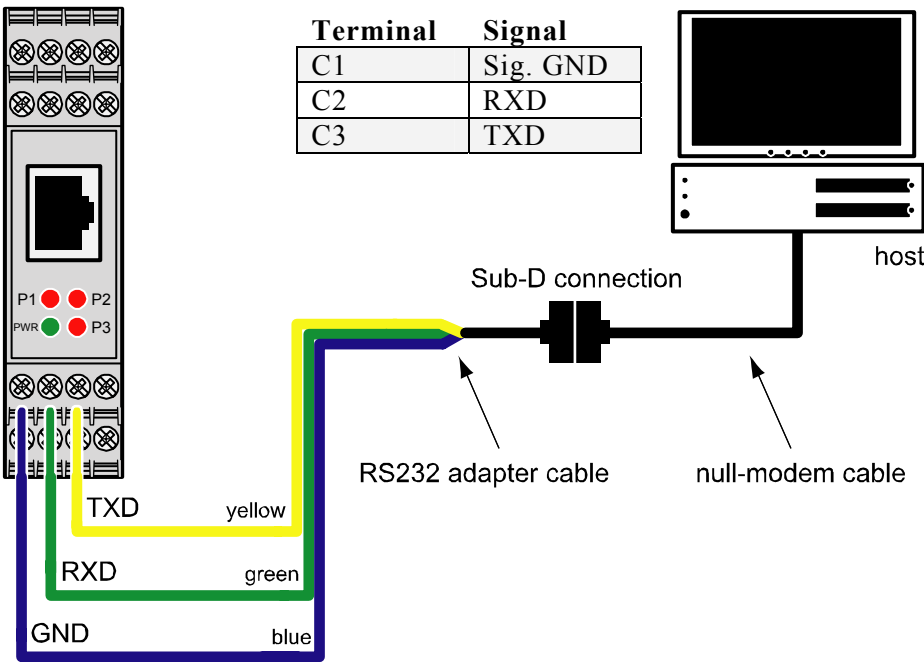 Terminal Signal
C1 Sig. GND
C2 RXD
C3 TXD
host
Sub-D connection
P1 P2
PWR P3
RS232 adapter cable
null-modem cable
TXD yellow
RXD green
GND blue